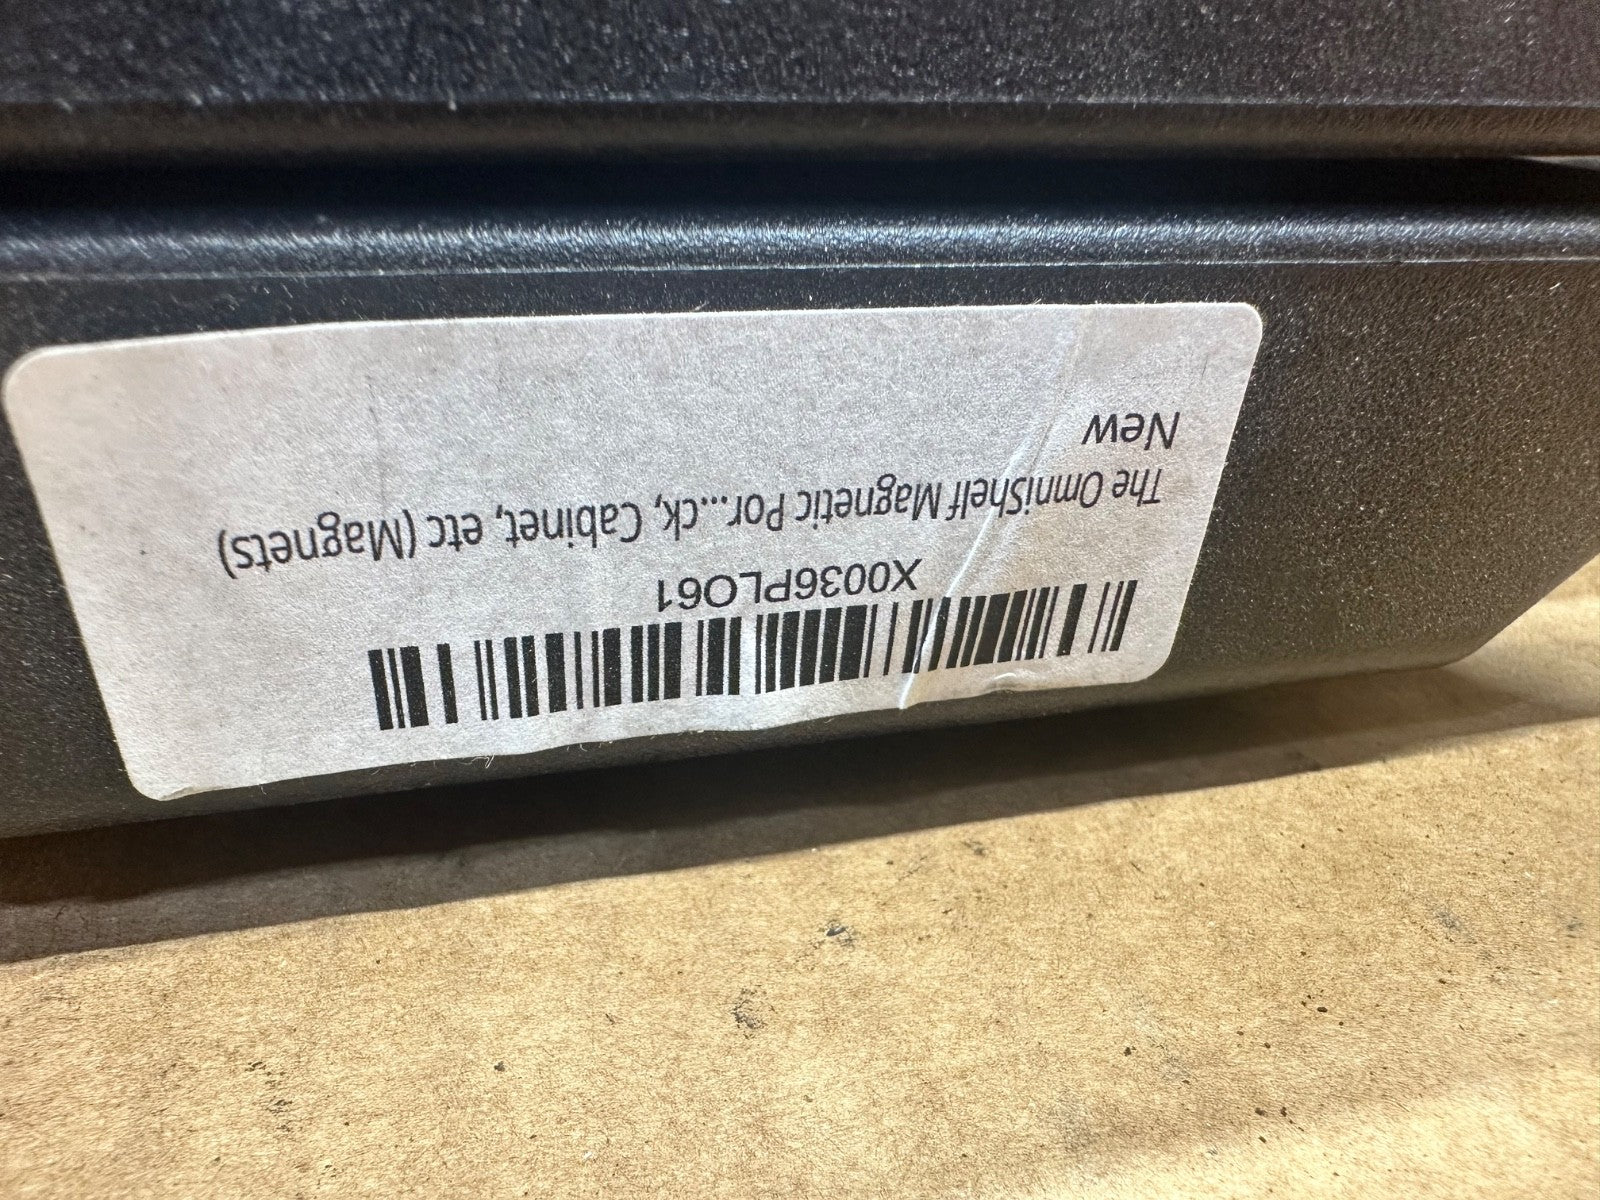 X0036PLO61
The OmniShelf Magnetic Por...ck, Cabinet, etc (Magnets)
New